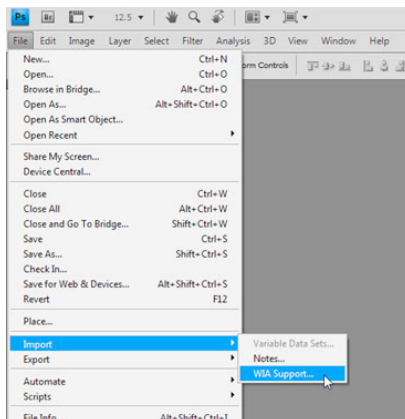 Ps Br 12.5
File Edit Image Layer Select Filter Analysis 3D View Window Help
New... Ctrl+N
orm Controls
Open... Ctrl+O
Browse in Bridge... Alt+Ctrl+O
Open As... Alt+Shift+Ctrl+O
Open As Smart Object...
Open Recent
Share My Screen...
Device Central...
Close Ctrl+W
Close All Alt+Ctrl+W
Close and Go To Bridge... Shift+Ctrl+W
Save Ctrl+S
Save As... Shift+Ctrl+S
Check In...
Save for Web & Devices... Alt+Shift+Ctrl+S
Revert F12
Place...
Import
Variable Data Sets...
Export
Notes...
WIA Support...
Automate
Scripts
File Info... Alt+Shift+Ctrl+I